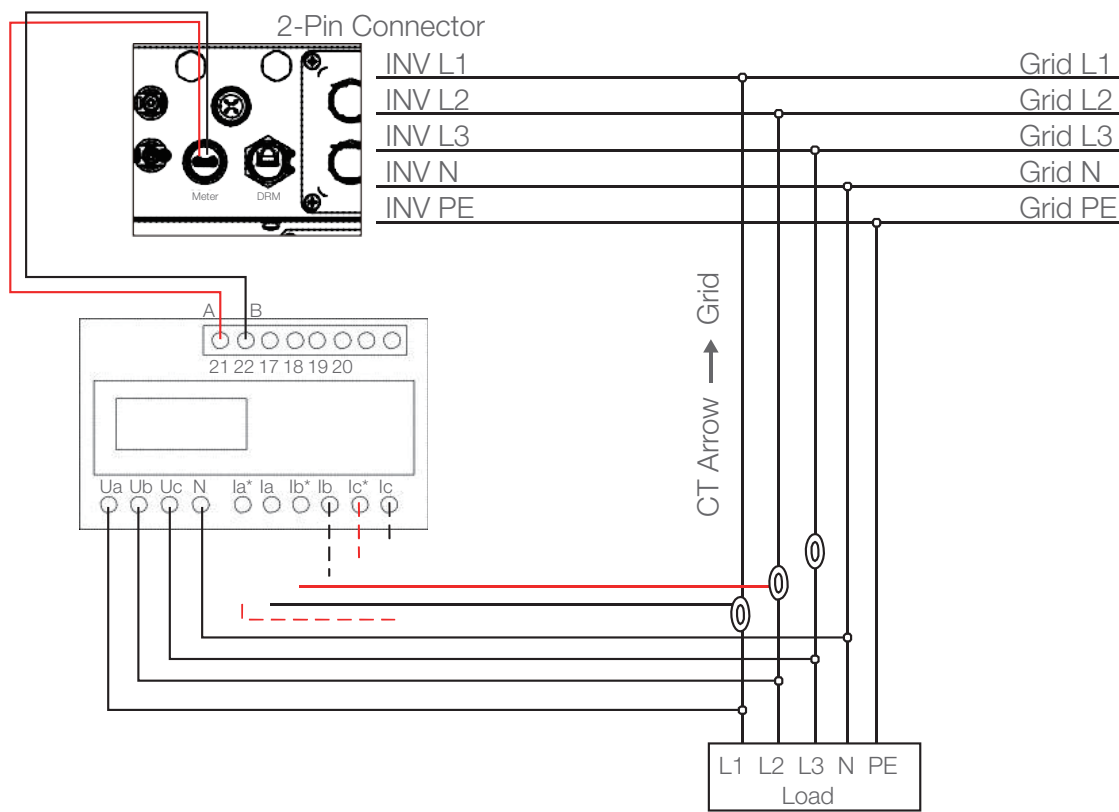 2-Pin Connector
INV L1 Grid L1
INV L2 Grid L2
INV L3 Grid L3
INV N Grid N
INV PE Grid PE
Meter DRM
A B
21 22 17 18 19 20
CT Arrow → Grid
Ua Ub Uc N Ia* Ia Ib* Ib Ic* Ic
L1 L2 L3 N PE
Load